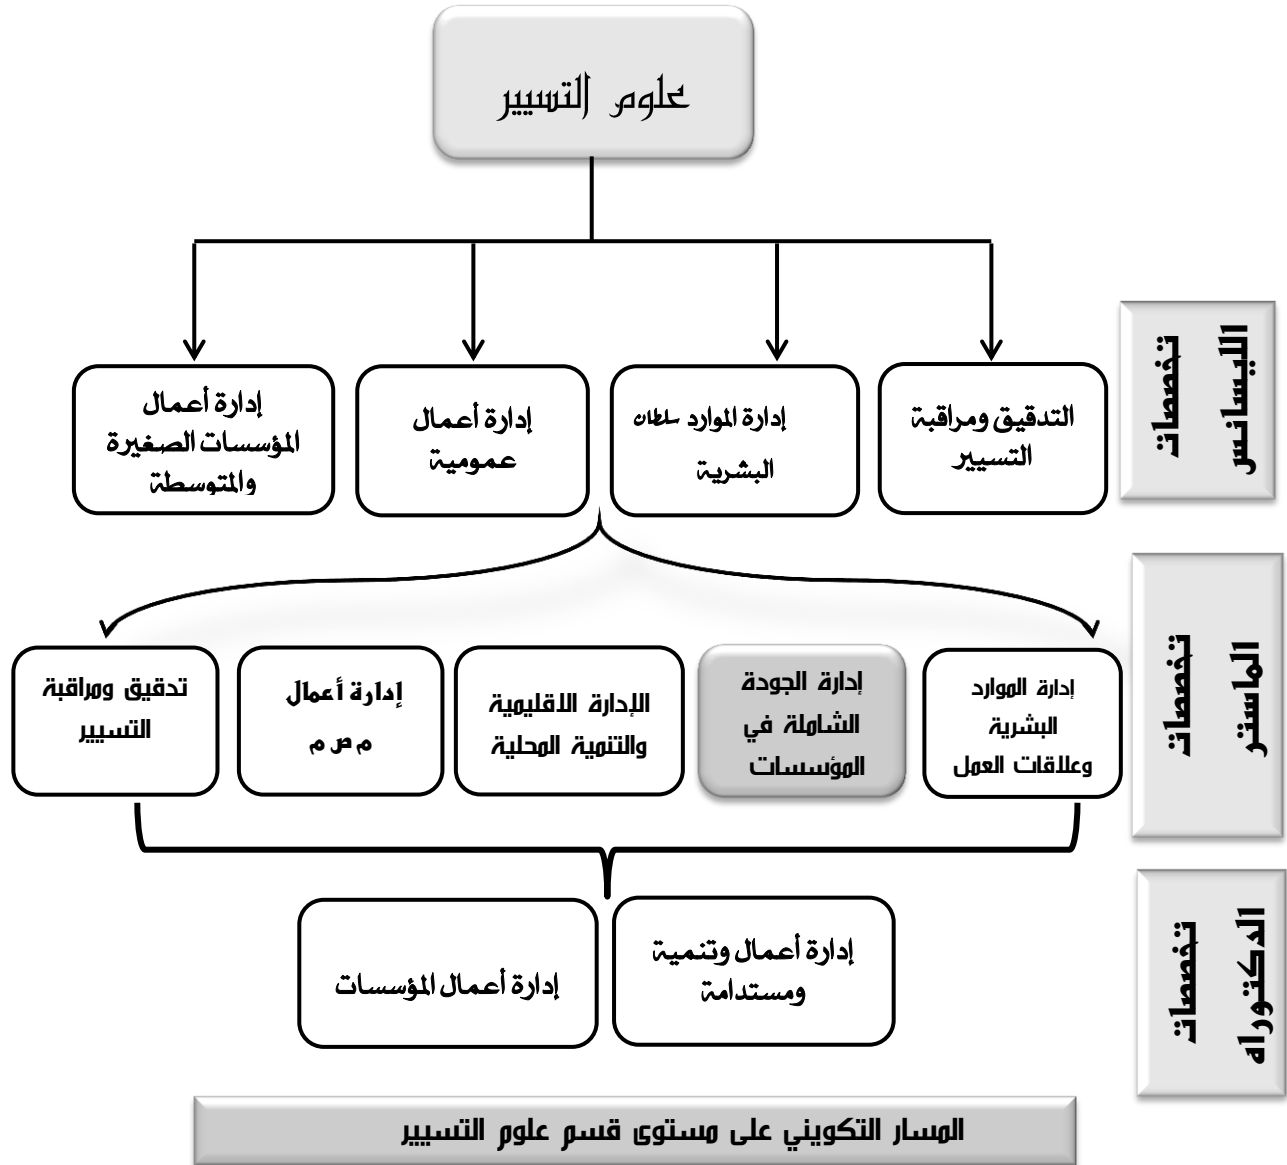 علوم التسيير
تخصصات
الليسانس
التدقيق ومراقبة
التسيير
إدارة الموارد سلطان
البشرية
إدارة أعمال
عمومية
إدارة أعمال
المؤسسات الصغيرة
والمتوسطة
تخصصات
الماستر
إدارة الموارد
البشرية
وعلاقات العمل
إدارة الجودة
الشاملة في
المؤسسات
الإدارة الاقليمية
والتنمية المحلية
إدارة أعمال
م ص م
تدقيق ومراقبة
التسيير
تخصصات
الدكتوراه
إدارة أعمال وتنمية
ومستدامة
إدارة أعمال المؤسسات
المسار التكويني على مستوى قسم علوم التسيير